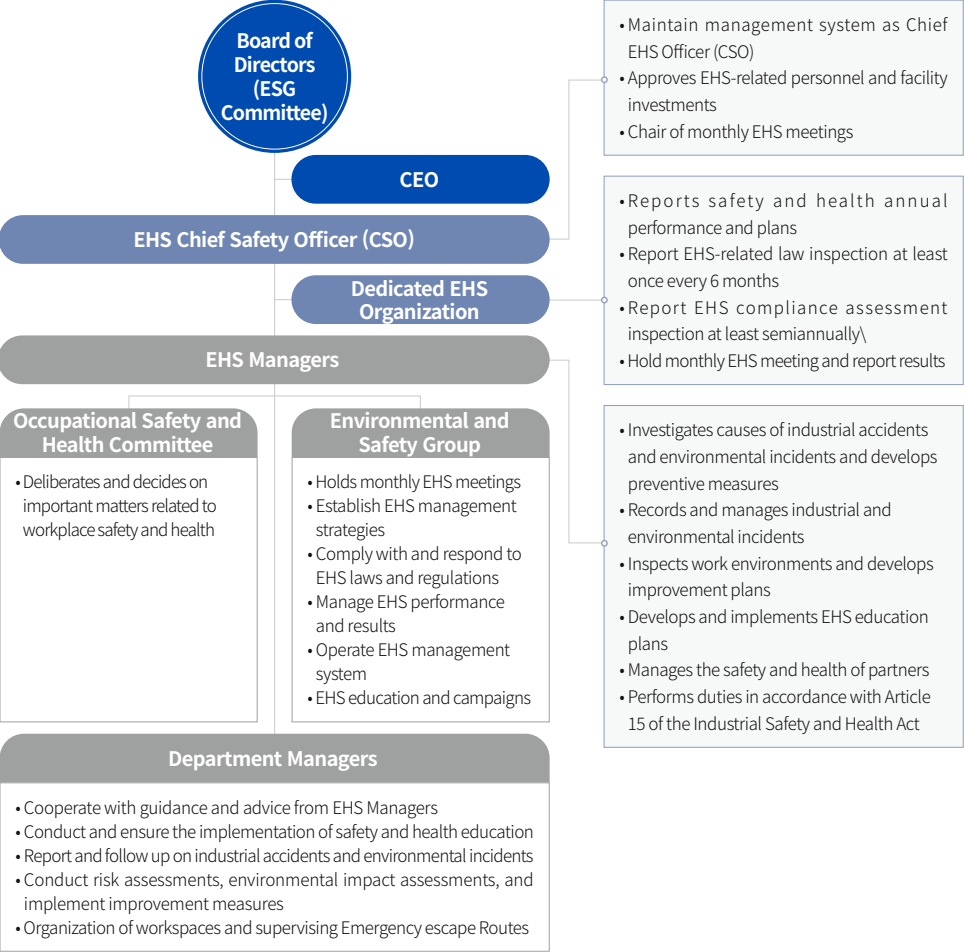 Board of
Directors
(ESG
Committee)
CEO
EHS Chief Safety Officer (CSO)
Dedicated EHS
Organization
EHS Managers
• Maintain management system as Chief
EHS Officer (CSO)
• Approves EHS-related personnel and facility
investments
• Chair of monthly EHS meetings
• Reports safety and health annual
performance and plans
• Report EHS-related law inspection at least
once every 6 months
• Report EHS compliance assessment
inspection at least semiannually\
• Hold monthly EHS meeting and report results
• Investigates causes of industrial accidents
and environmental incidents and develops
preventive measures
• Records and manages industrial and
environmental incidents
• Inspects work environments and develops
improvement plans
• Develops and implements EHS education
plans
• Manages the safety and health of partners
• Performs duties in accordance with Article
15 of the Industrial Safety and Health Act
Occupational Safety and
Health Committee
• Deliberates and decides on
important matters related to
workplace safety and health
Environmental and
Safety Group
• Holds monthly EHS meetings
• Establish EHS management
strategies
• Comply with and respond to
EHS laws and regulations
• Manage EHS performance
and results
• Operate EHS management
system
• EHS education and campaigns
Department Managers
• Cooperate with guidance and advice from EHS Managers
• Conduct and ensure the implementation of safety and health education
• Report and follow up on industrial accidents and environmental incidents
• Conduct risk assessments, environmental impact assessments, and
implement improvement measures
• Organization of workspaces and supervising Emergency escape Routes